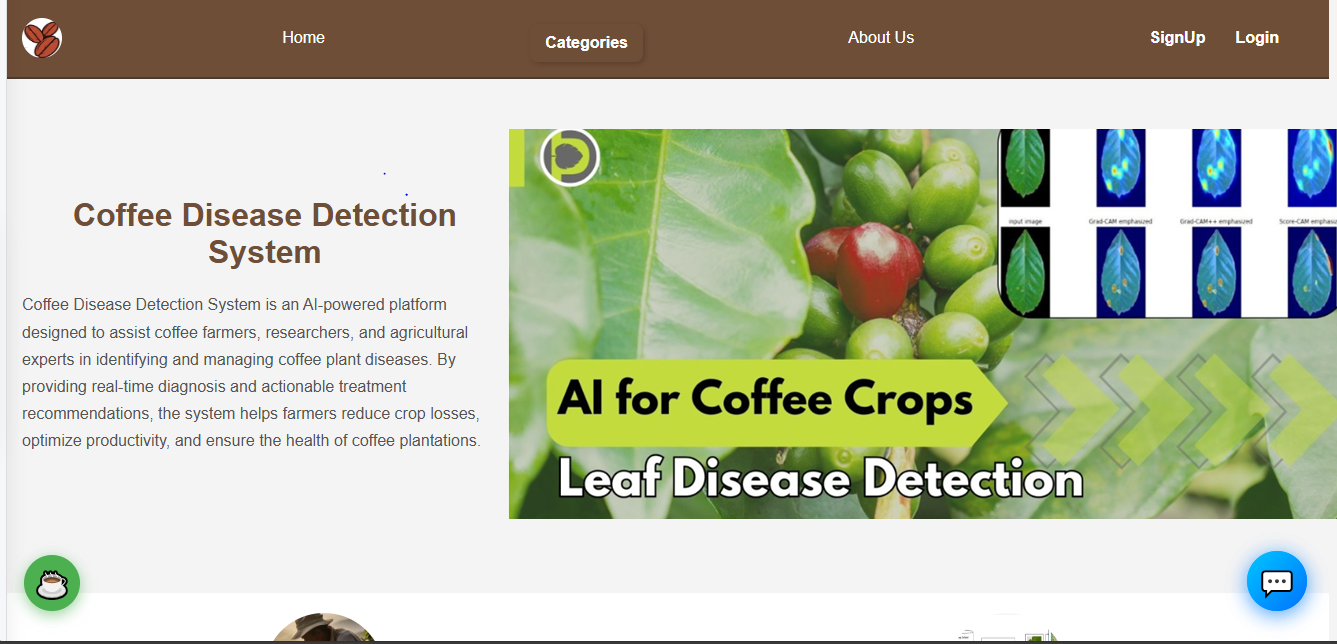 Home
Categories
About Us
SignUp
Login
Coffee Disease Detection
System
Coffee Disease Detection System is an AI-powered platform
designed to assist coffee farmers, researchers, and agricultural
experts in identifying and managing coffee plant diseases. By
providing real-time diagnosis and actionable treatment
recommendations, the system helps farmers reduce crop losses,
optimize productivity, and ensure the health of coffee plantations.
input image
Grad-CAM emphasized
Grad-CAM++ emphasized
Score-CAM emphasiz
AI for Coffee Crops
Leaf Disease Detection